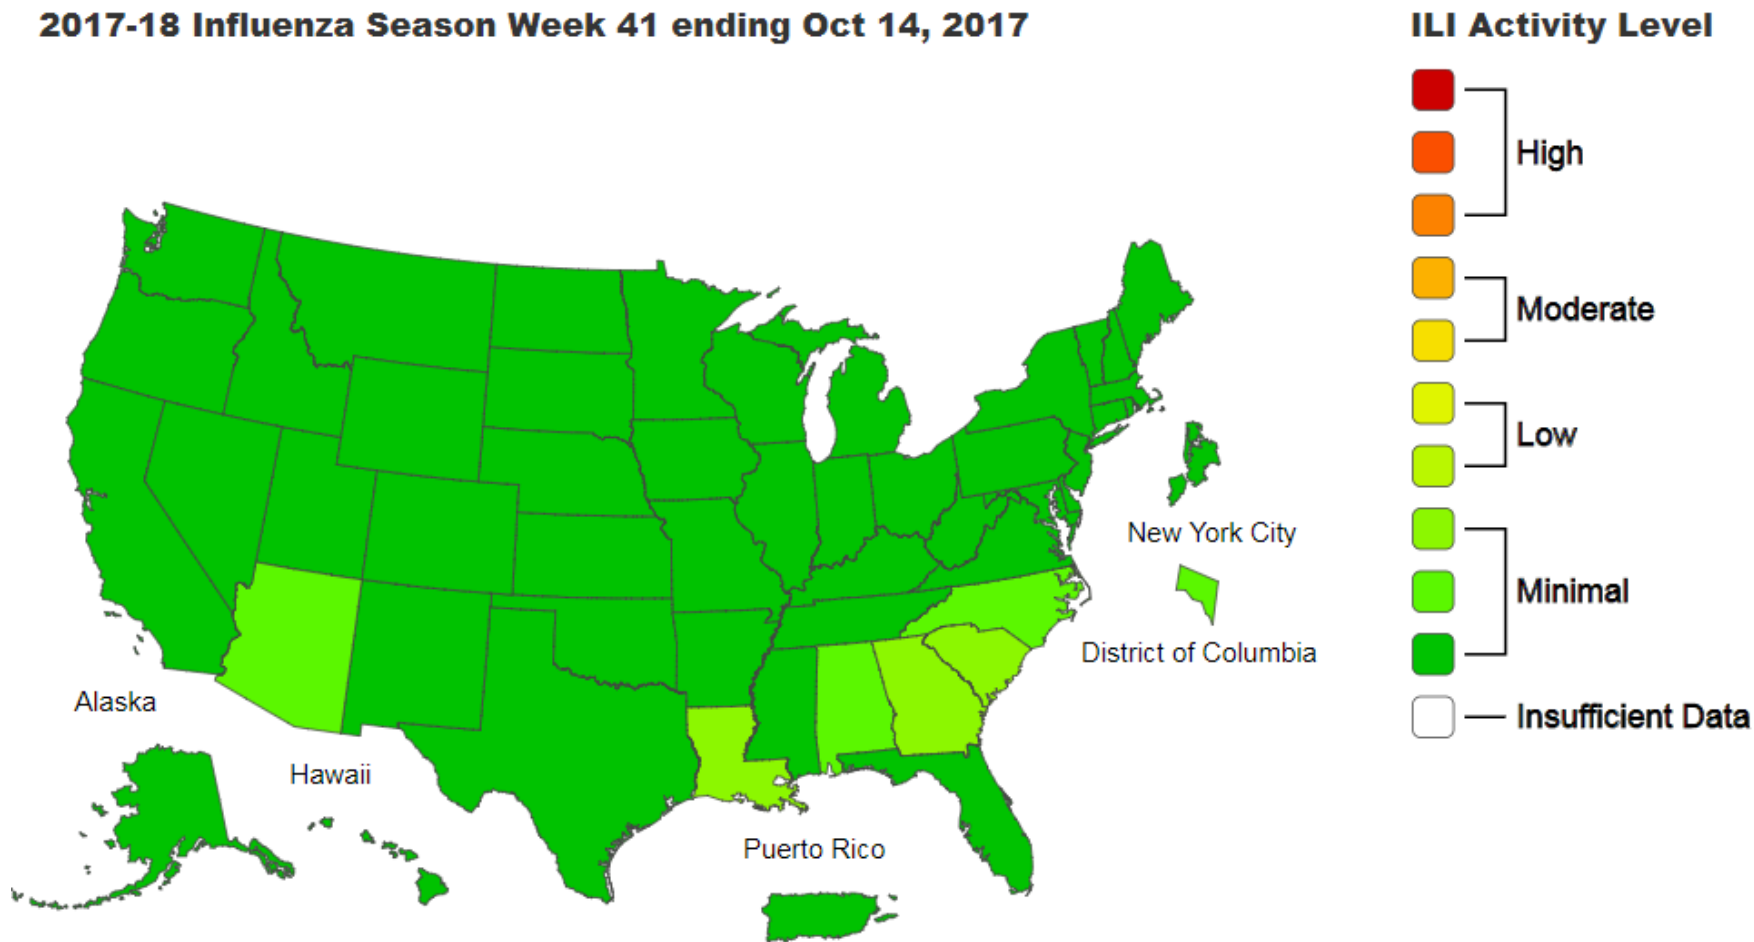 2017-18 Influenza Season Week 41 ending Oct 14, 2017
ILI Activity Level
High
Moderate
Low
Minimal
Insufficient Data
New York City
District of Columbia
Alaska
Hawaii
Puerto Rico